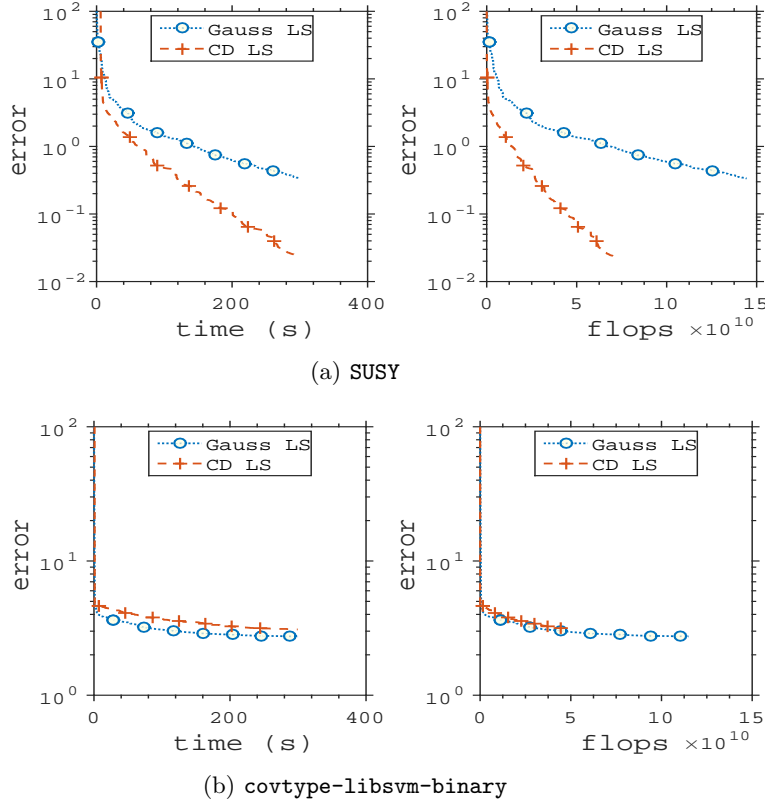 Gauss LS
CD LS
error
10^2
10^1
10^0
10^-1
10^-2
0
200
400
time (s)
Gauss LS
CD LS
error
10^2
10^1
10^0
10^-1
10^-2
0
5
10
15
flops ×10^10
(a) SUSY
Gauss LS
CD LS
error
10^2
10^1
10^0
0
200
400
time (s)
Gauss LS
CD LS
error
10^2
10^1
10^0
0
5
10
15
flops ×10^10
(b) covtype-libsvm-binary